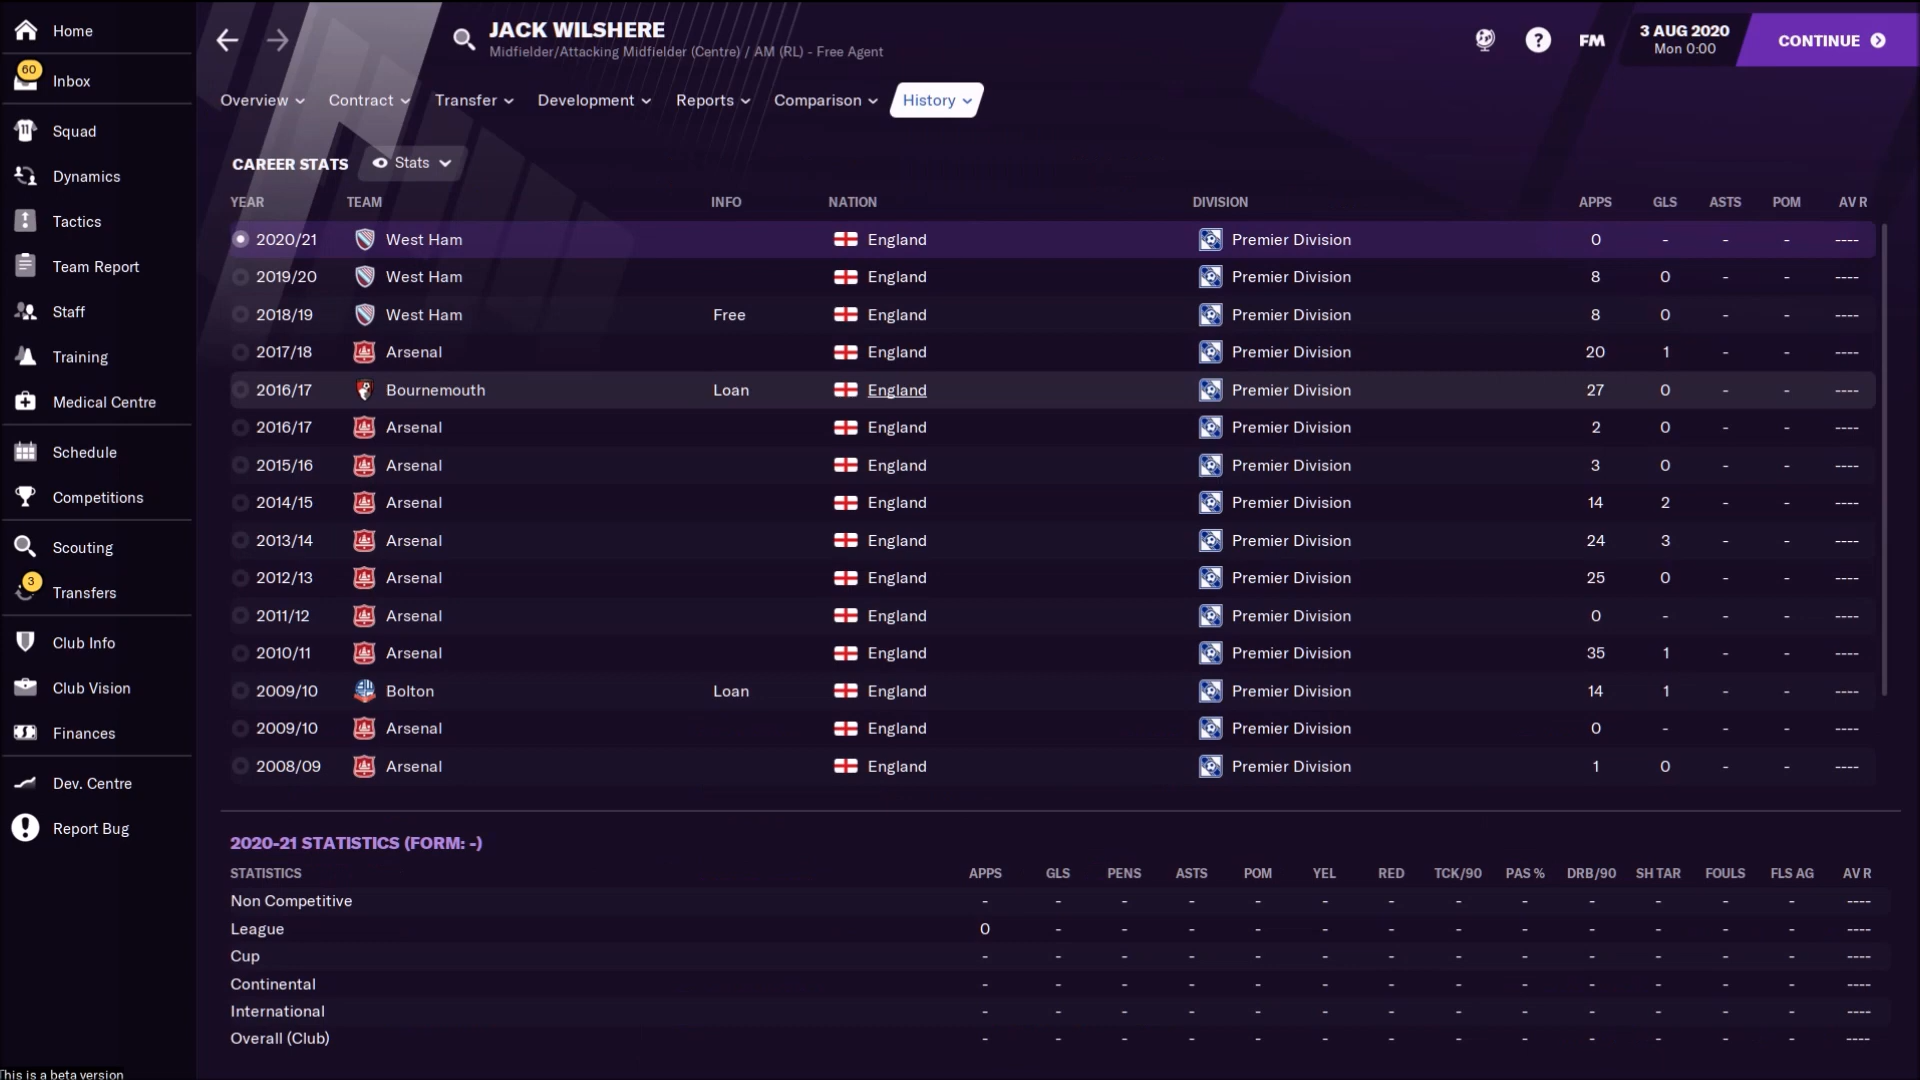 Home
60
Inbox
Squad
Dynamics
Tactics
Team Report
Staff
Training
Medical Centre
Schedule
Competitions
Scouting
3
Transfers
Club Info
Club Vision
Finances
Dev. Centre
Report Bug
This is a beta version
JACK WILSHERE
Midfielder/Attacking Midfielder (Centre) / AM (RL) - Free Agent
? FM 3 AUG 2020 CONTINUE
Mon 0:00
Overview Contract Transfer Development Reports Comparison History
CAREER STATS Stats
YEAR TEAM INFO NATION DIVISION APPS GLS ASTS POM AV R
2020/21 West Ham England Premier Division 0 - - - ----
2019/20 West Ham England Premier Division 8 0 - - ----
2018/19 West Ham Free England Premier Division 8 0 - - ----
2017/18 Arsenal England Premier Division 20 1 - - ----
2016/17 Bournemouth Loan England Premier Division 27 0 - - ----
2016/17 Arsenal England Premier Division 2 0 - - ----
2015/16 Arsenal England Premier Division 3 0 - - ----
2014/15 Arsenal England Premier Division 14 2 - - ----
2013/14 Arsenal England Premier Division 24 3 - - ----
2012/13 Arsenal England Premier Division 25 0 - - ----
2011/12 Arsenal England Premier Division 0 - - - ----
2010/11 Arsenal England Premier Division 35 1 - - ----
2009/10 Bolton Loan England Premier Division 14 1 - - ----
2009/10 Arsenal England Premier Division 0 - - - ----
2008/09 Arsenal England Premier Division 1 0 - - ----
2020-21 STATISTICS (FORM: -)
STATISTICS APPS GLS PENS ASTS POM YEL RED TCK/90 PAS % DRB/90 SH TAR FOULS FLS AG AV R
Non Competitive - - - - - - - - - - - - - ----
League 0 - - - - - - - - - - - - ----
Cup - - - - - - - - - - - - - ----
Continental - - - - - - - - - - - - - ----
International - - - - - - - - - - - - - ----
Overall (Club) - - - - - - - - - - - - - ----